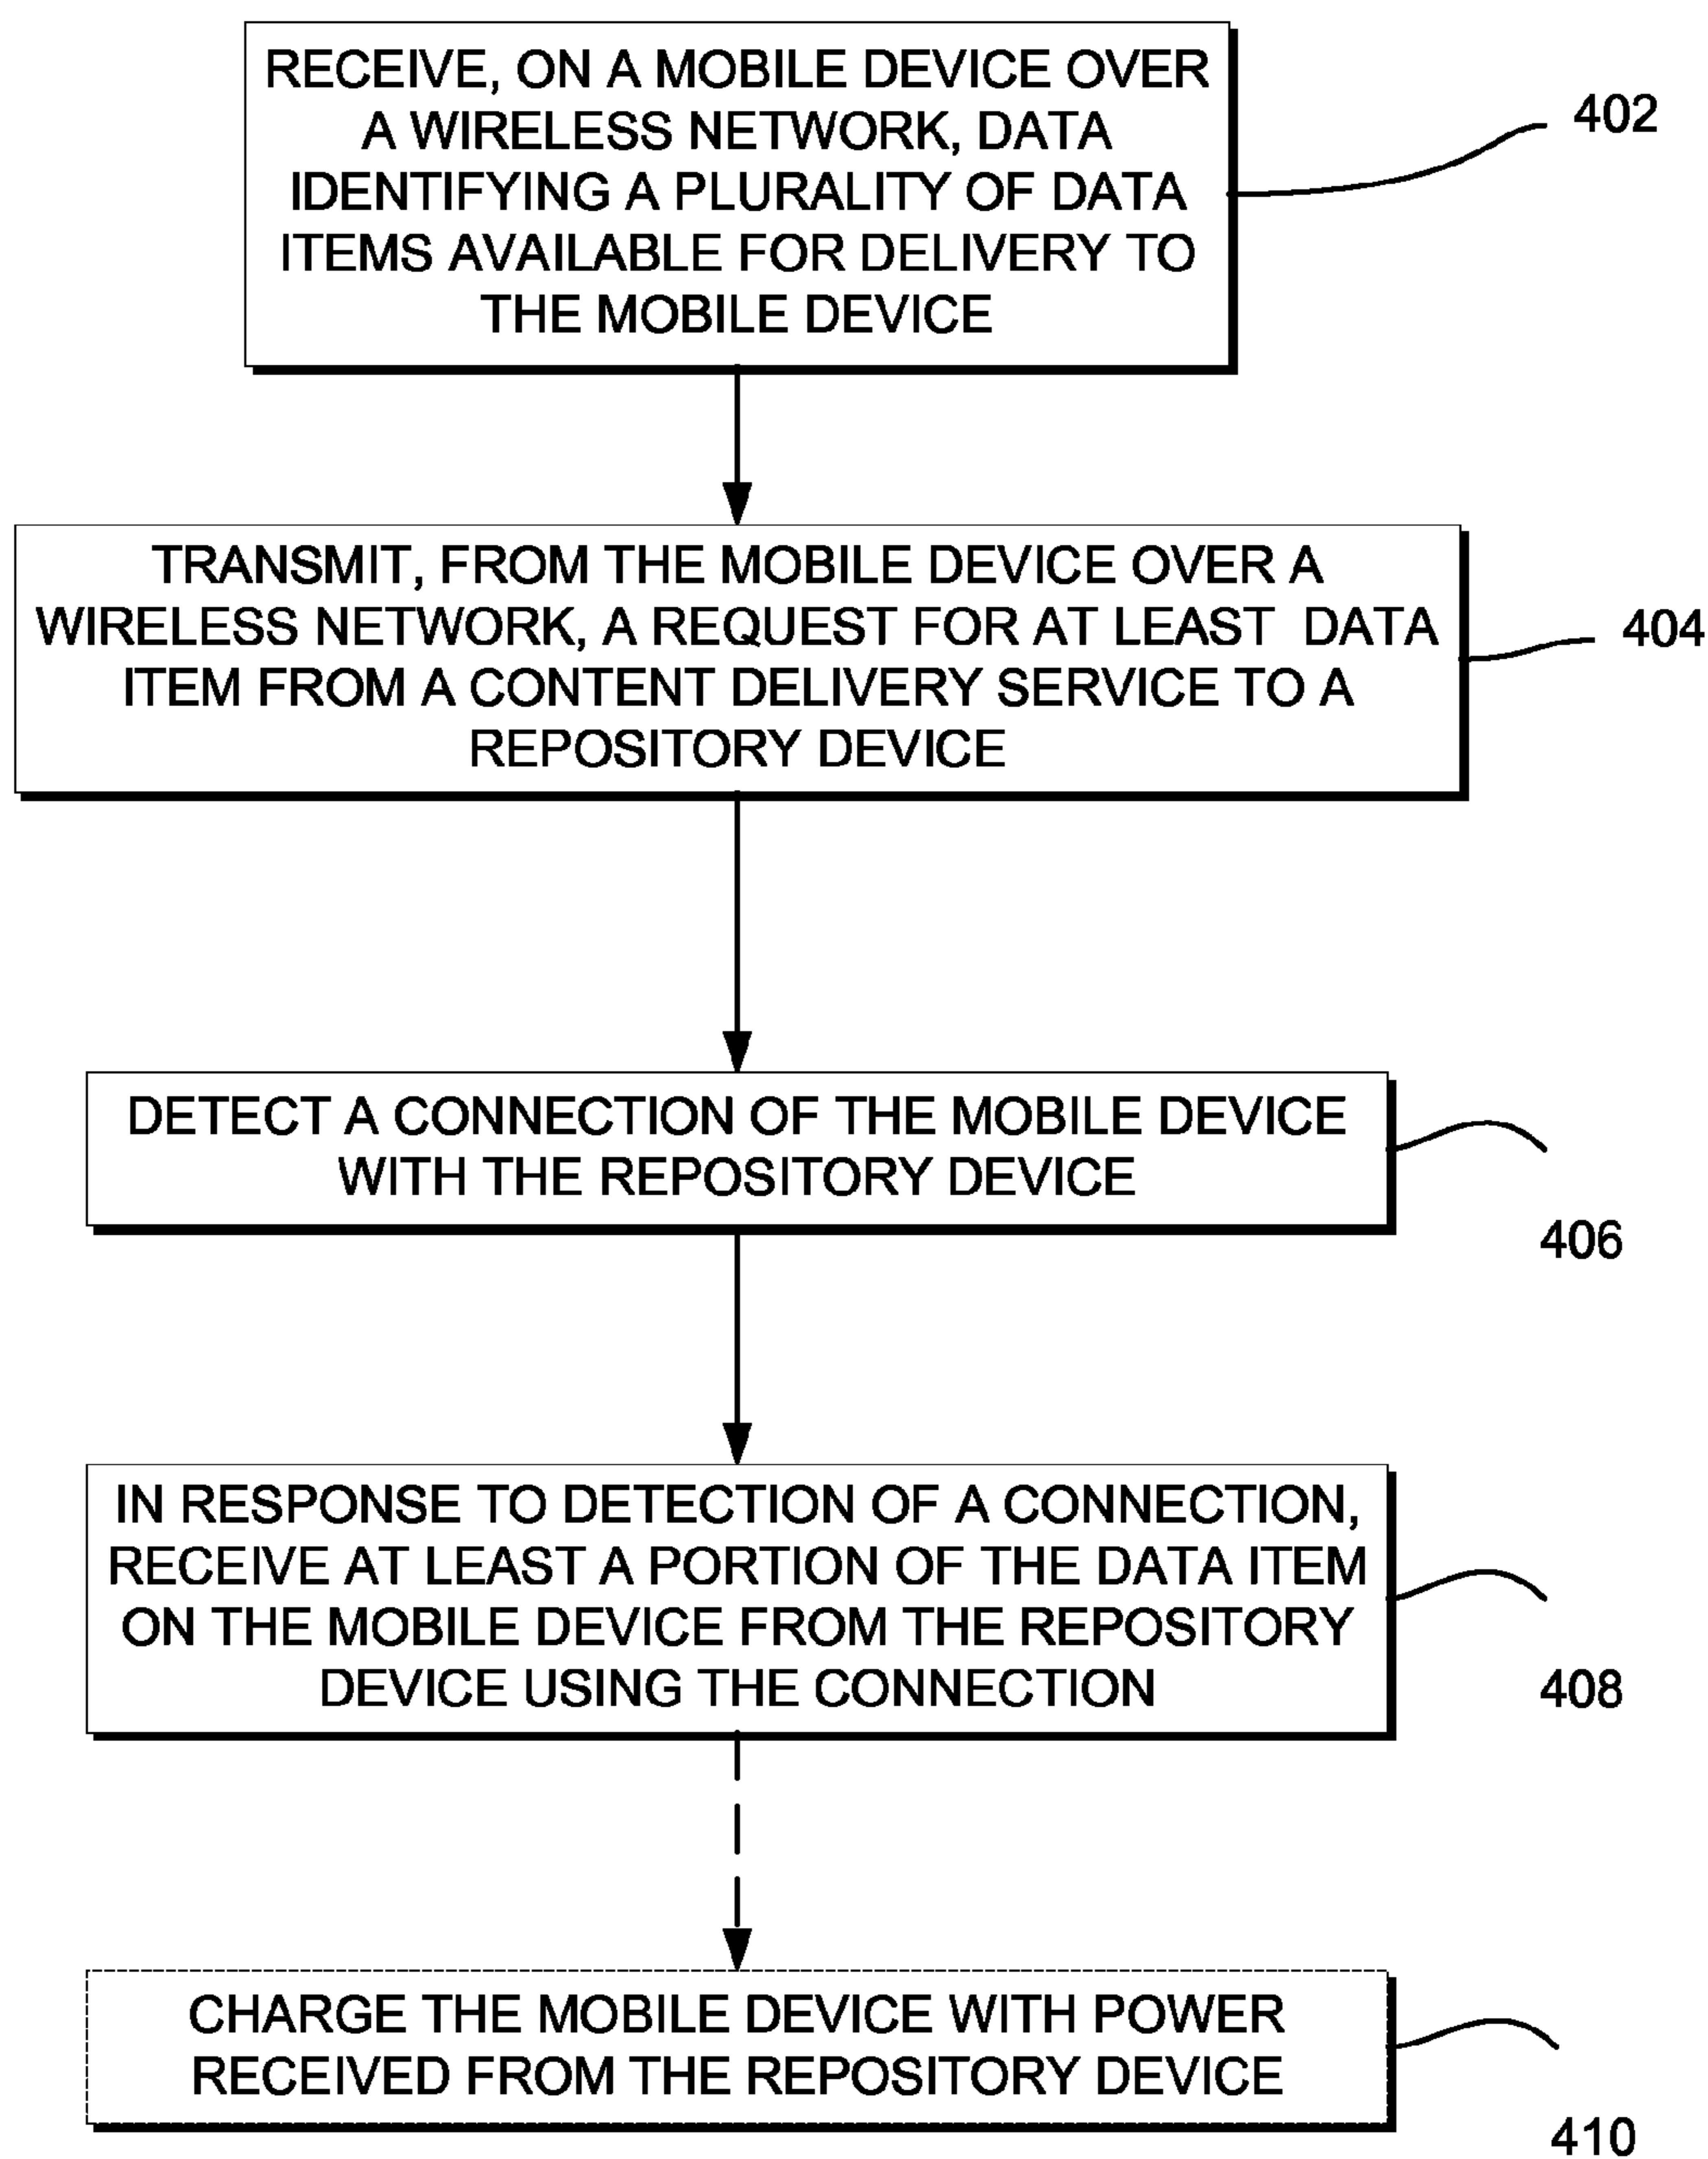 RECEIVE, ON A MOBILE DEVICE OVER
A WIRELESS NETWORK, DATA
IDENTIFYING A PLURALITY OF DATA
ITEMS AVAILABLE FOR DELIVERY TO
THE MOBILE DEVICE
402
TRANSMIT, FROM THE MOBILE DEVICE OVER A
WIRELESS NETWORK, A REQUEST FOR AT LEAST DATA
ITEM FROM A CONTENT DELIVERY SERVICE TO A
REPOSITORY DEVICE
404
DETECT A CONNECTION OF THE MOBILE DEVICE
WITH THE REPOSITORY DEVICE
406
IN RESPONSE TO DETECTION OF A CONNECTION,
RECEIVE AT LEAST A PORTION OF THE DATA ITEM
ON THE MOBILE DEVICE FROM THE REPOSITORY
DEVICE USING THE CONNECTION
408
CHARGE THE MOBILE DEVICE WITH POWER
RECEIVED FROM THE REPOSITORY DEVICE
410